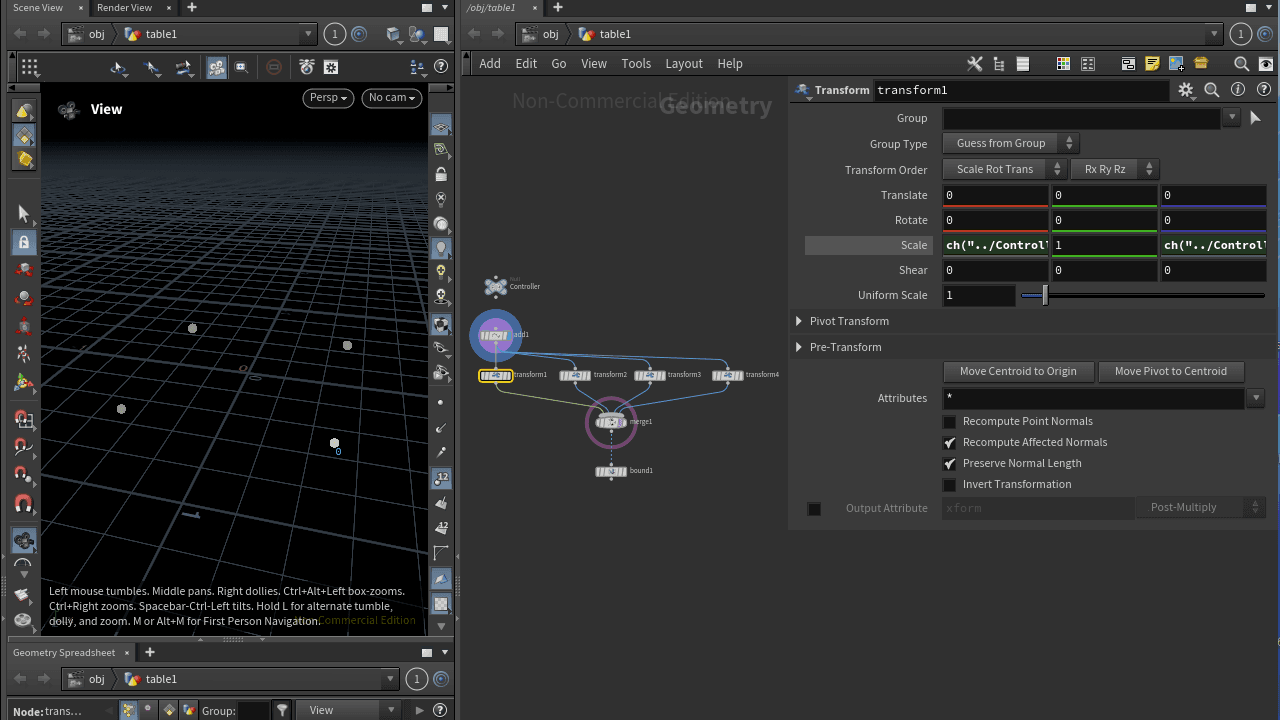 Scene View
Render View
/obj/table1
obj
table1
1
obj
table1
1
Add Edit Go View Tools Layout Help
View
Persp
No cam
0
12
12
Left mouse tumbles. Middle pans. Right dollies. Ctrl+Alt+Left box-zooms.
Ctrl+Right zooms. Spacebar-Ctrl-Left tilts. Hold L for alternate tumble,
dolly, and zoom. M or Alt+M for First Person Navigation.
Commercial Edition
Geometry Spreadsheet
obj
table1
1
Node: trans...
Group:
View
Non-Commercial Edition
Geometry
Null
Controller
add1
transform1
transform2
transform3
transform4
merge1
bound1
Transform transform1
Group
Group Type Guess from Group
Transform Order Scale Rot Trans Rx Ry Rz
Translate 0 0 0
Rotate 0 0 0
Scale ch("../Control 1 ch("../Control
Shear 0 0 0
Uniform Scale 1
Pivot Transform
Pre-Transform
Move Centroid to Origin Move Pivot to Centroid
Attributes *
Recompute Point Normals
Recompute Affected Normals
Preserve Normal Length
Invert Transformation
Output Attribute xform Post-Multiply